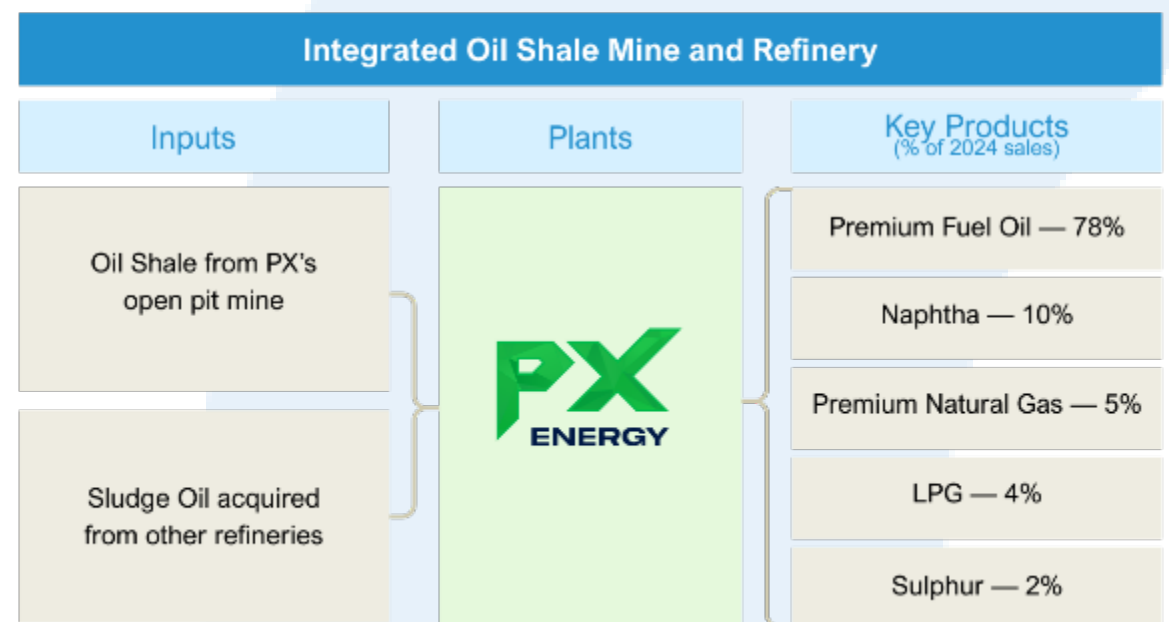 Integrated Oil Shale Mine and Refinery
Inputs
Plants
Key Products
(% of 2024 sales)
Oil Shale from PX's
open pit mine
Sludge Oil acquired
from other refineries
PX
ENERGY
Premium Fuel Oil — 78%
Naphtha — 10%
Premium Natural Gas — 5%
LPG — 4%
Sulphur — 2%